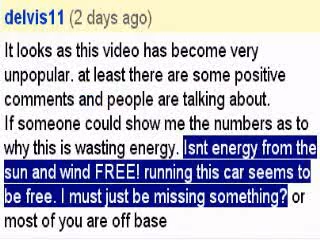 delvis11 (2 days ago)
It looks as this video has become very
unpopular. at least there are some positive
comments and people are talking about.
If someone could show me the numbers as to
why this is wasting energy. Isnt energy from the
sun and wind FREE! running this car seems to
be free. I must just be missing something? or
most of you are off base